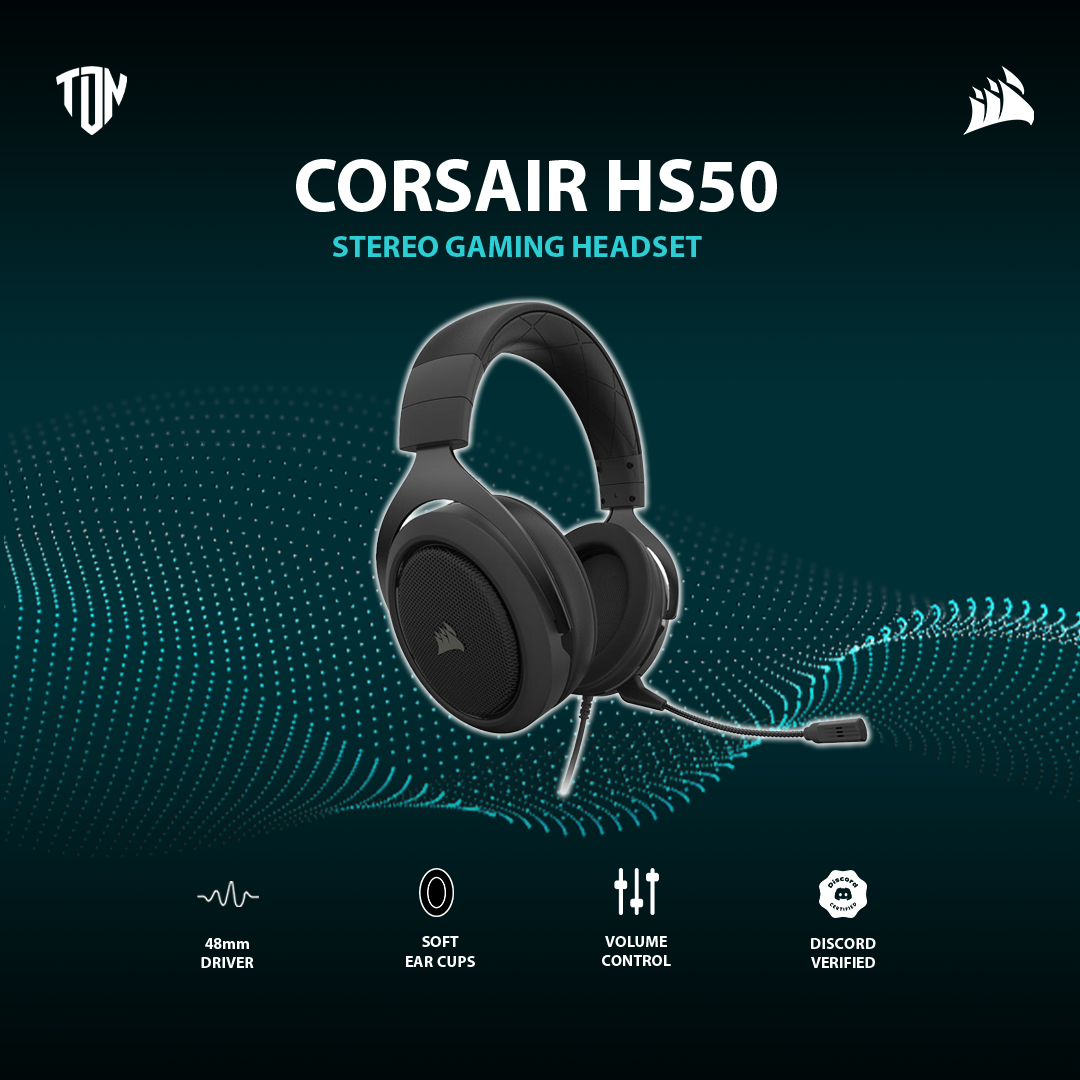 TDN
CORSAIR HS50
STEREO GAMING HEADSET
L
48mm
DRIVER
SOFT
EAR CUPS
VOLUME
CONTROL
Discord
CERTIFIED
DISCORD
VERIFIED